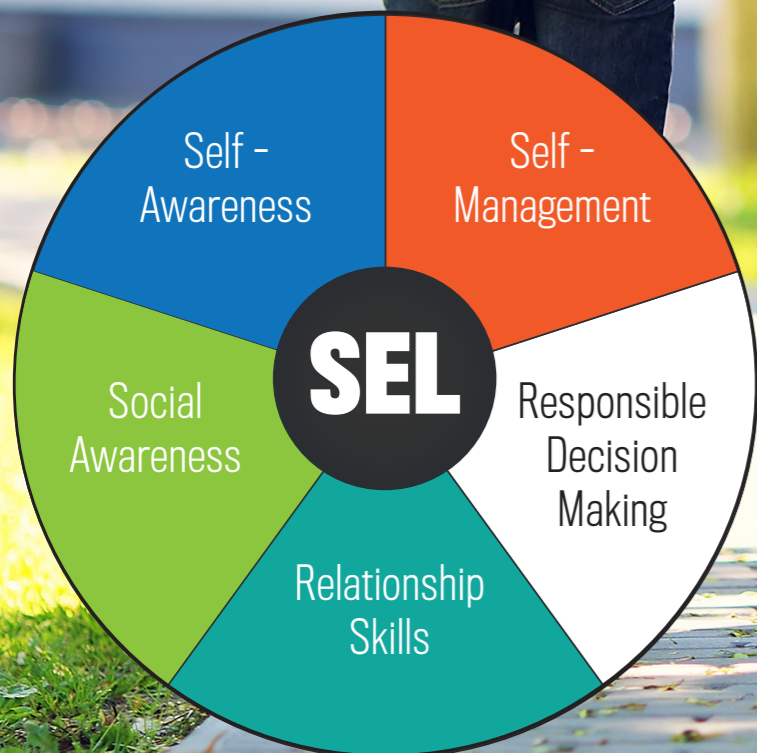 Self -
Awareness
Self -
Management
SEL
Social
Awareness
Responsible
Decision
Making
Relationship
Skills